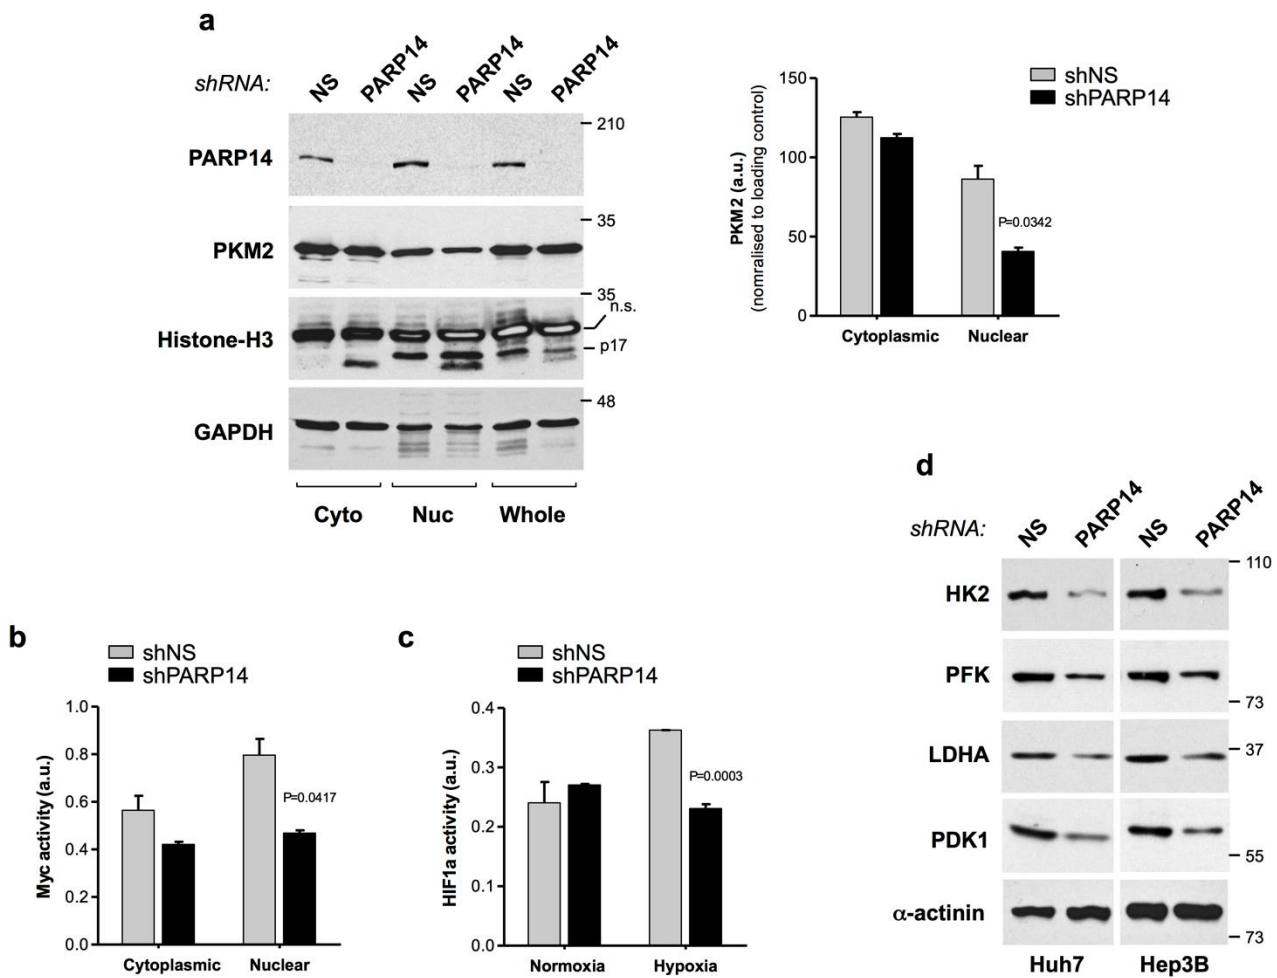 a
shRNA: NS PARP14 NS PARP14 NS PARP14
PARP14
210
PKM2
35
Histone-H3
35
n.s.
p17
GAPDH
48
Cyto Nuc Whole
shNS
shPARP14
PKM2 (a.u.)
(nomralised to loading control)
150
100
50
0
P=0.0342
Cytoplasmic Nuclear
b
shNS
shPARP14
Myc activity (a.u.)
1.0
0.8
0.6
0.4
0.2
0.0
P=0.0417
Cytoplasmic Nuclear
c
shNS
shPARP14
HIF1a activity (a.u.)
0.4
0.3
0.2
0.1
0.0
P=0.0003
Normoxia Hypoxia
d
shRNA: NS PARP14 NS PARP14
HK2
110
PFK
73
LDHA
37
PDK1
55
α-actinin
73
Huh7 Hep3B